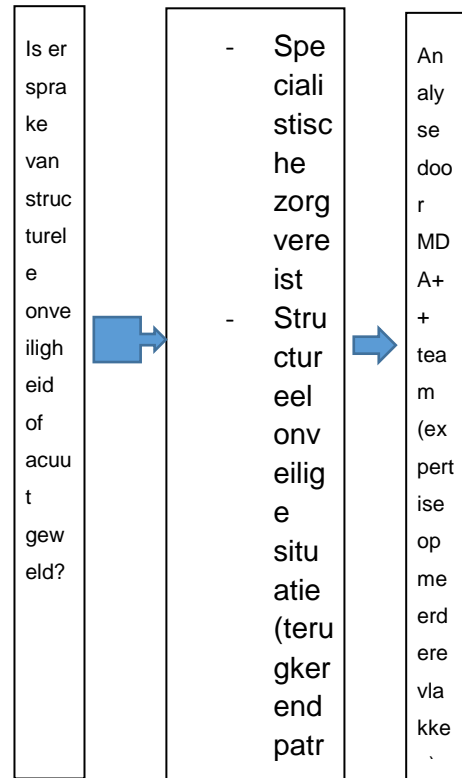 Is er
spra
ke
van
struc
turel
e
onve
iligh
eid
of
acuu
t
gew
eld?
- Spe
ciali
stisc
he
zorg
vere
ist
- Stru
ctur
eel
onv
eilig
e
situ
atie
(teru
gker
end
patr
An
aly
se
doo
r
MD
A+
+
tea
m
(ex
pert
ise
op
me
erd
ere
vla
kke